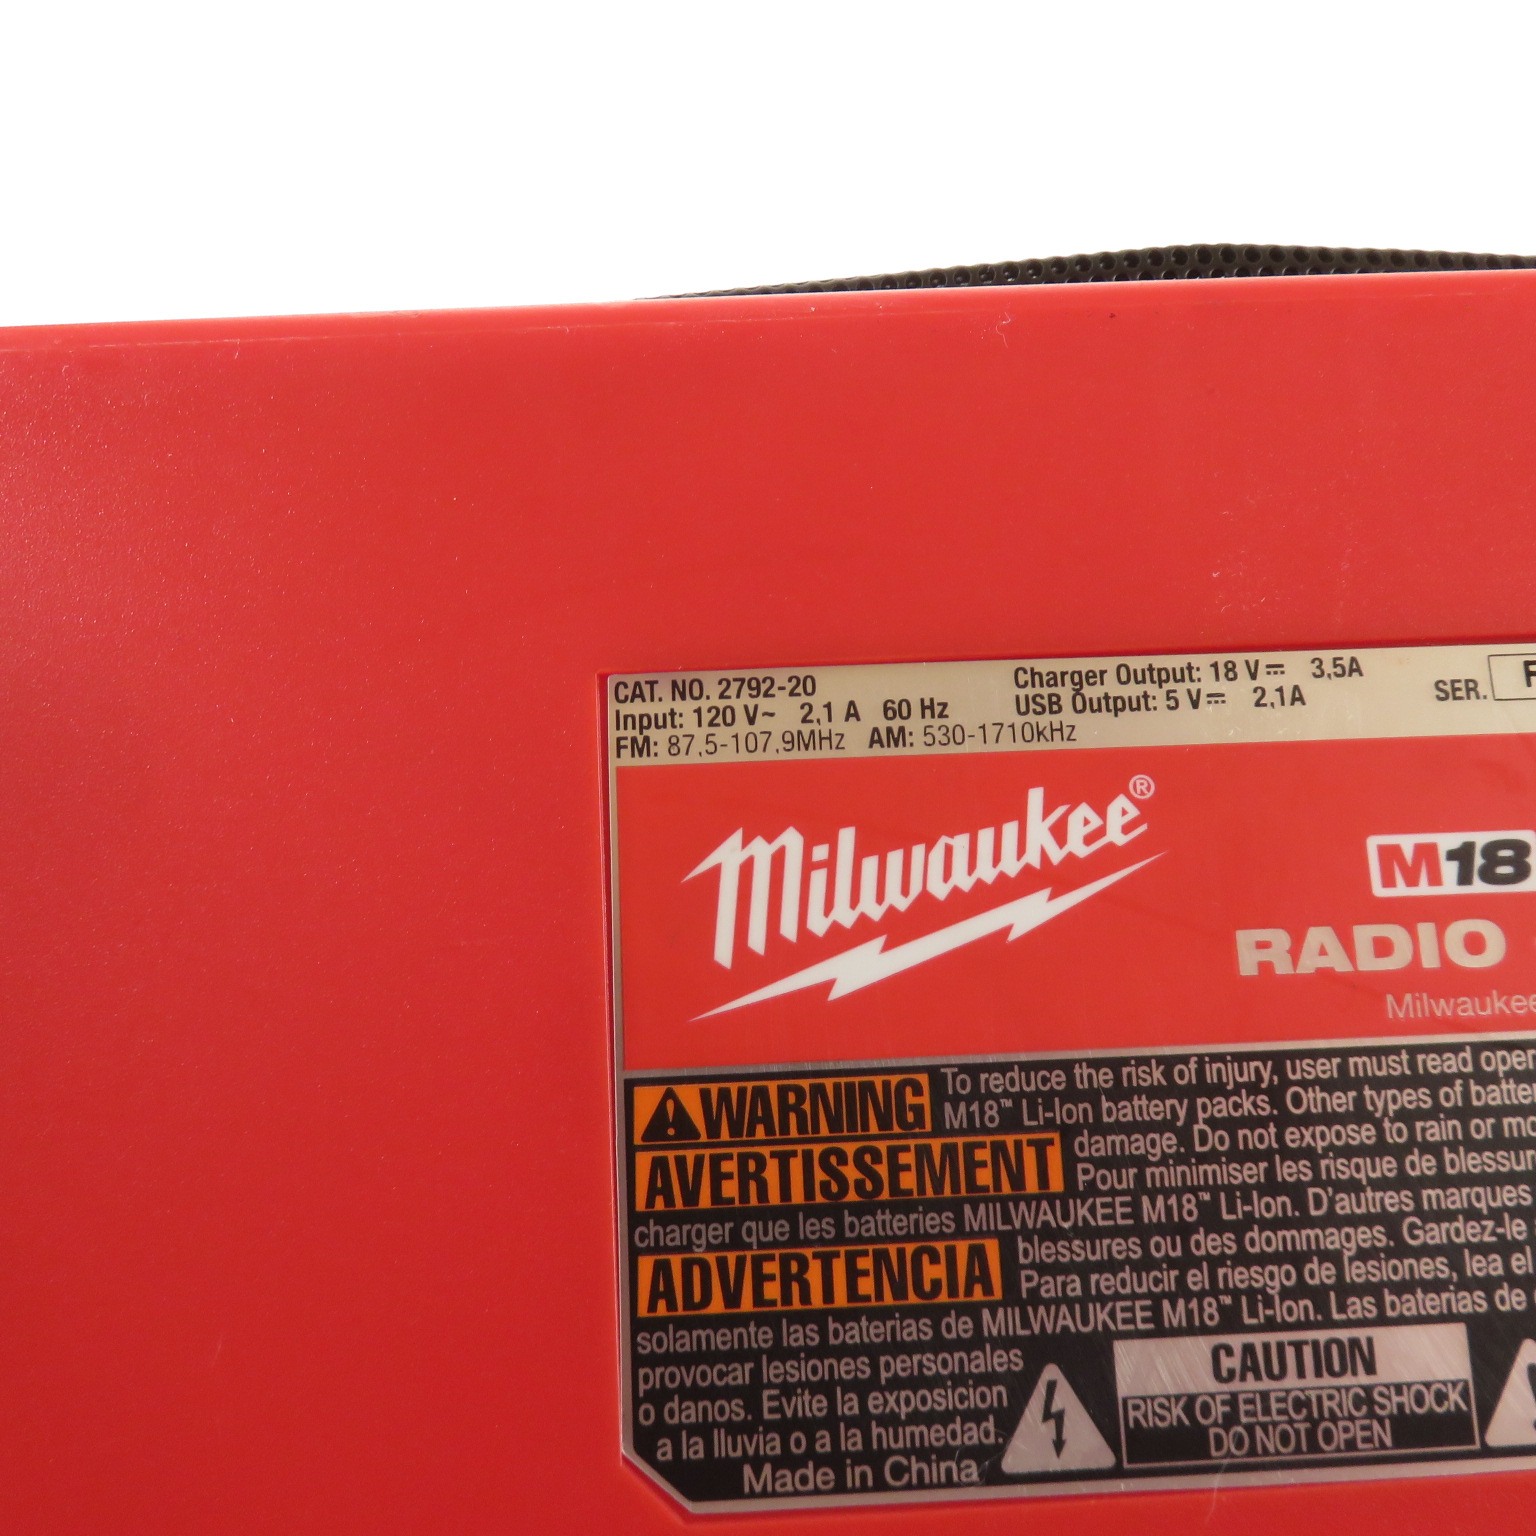 CAT. NO. 2792-20
Input: 120 V~ 2,1 A 60 Hz
FM: 87,5-107,9MHz AM: 530-1710kHz
Charger Output: 18 V⎓ 3,5A
USB Output: 5 V⎓ 2,1A
SER. F
Milwaukee®
M18
RADIO
Milwaukee
WARNING To reduce the risk of injury, user must read oper
M18™ Li-Ion battery packs. Other types of batte
damage. Do not expose to rain or mo
AVERTISSEMENT Pour minimiser les risque de blessur
charger que les batteries MILWAUKEE M18™ Li-Ion. D'autres marques
blessures ou des dommages. Gardez-le
ADVERTENCIA Para reducir el riesgo de lesiones, lea el
solamente las baterias de MILWAUKEE M18™ Li-Ion. Las baterias de
provocar lesiones personales
o danos. Evite la exposicion
a la lluvia o a la humedad.
Made in China
CAUTION
RISK OF ELECTRIC SHOCK
DO NOT OPEN